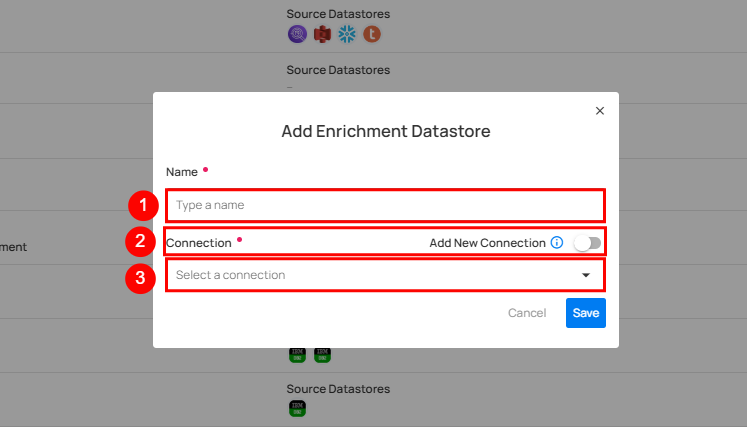 Source Datastores
Source Datastores
–
Add Enrichment Datastore
Name
1
Type a name
2
Connection
Add New Connection
ment
3
Select a connection
Cancel
Save
Source Datastores